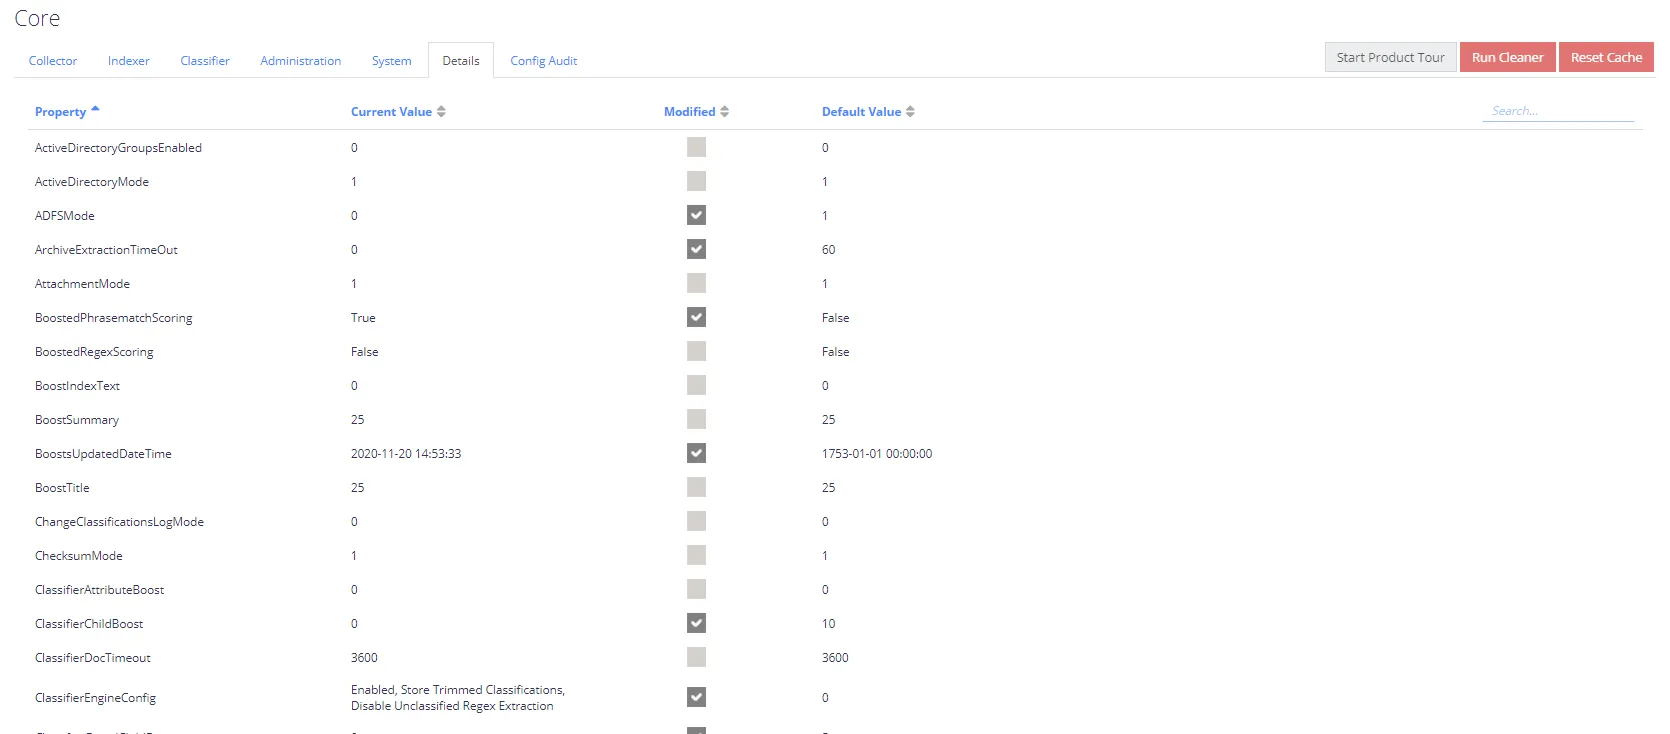 Core
Collector Indexer Classifier Administration System Details Config Audit Start Product Tour Run Cleaner Reset Cache
Property Current Value Modified Default Value Search...
ActiveDirectoryGroupsEnabled 0 0
ActiveDirectoryMode 1 1
ADFSMode 0 1
ArchiveExtractionTimeOut 0 60
AttachmentMode 1 1
BoostedPhrasematchScoring True False
BoostedRegexScoring False False
BoostIndexText 0 0
BoostSummary 25 25
BoostsUpdatedDateTime 2020-11-20 14:53:33 1753-01-01 00:00:00
BoostTitle 25 25
ChangeClassificationsLogMode 0 0
ChecksumMode 1 1
ClassifierAttributeBoost 0 0
ClassifierChildBoost 0 10
ClassifierDocTimeout 3600 3600
ClassifierEngineConfig Enabled, Store Trimmed Classifications, 0
Disable Unclassified Regex Extraction